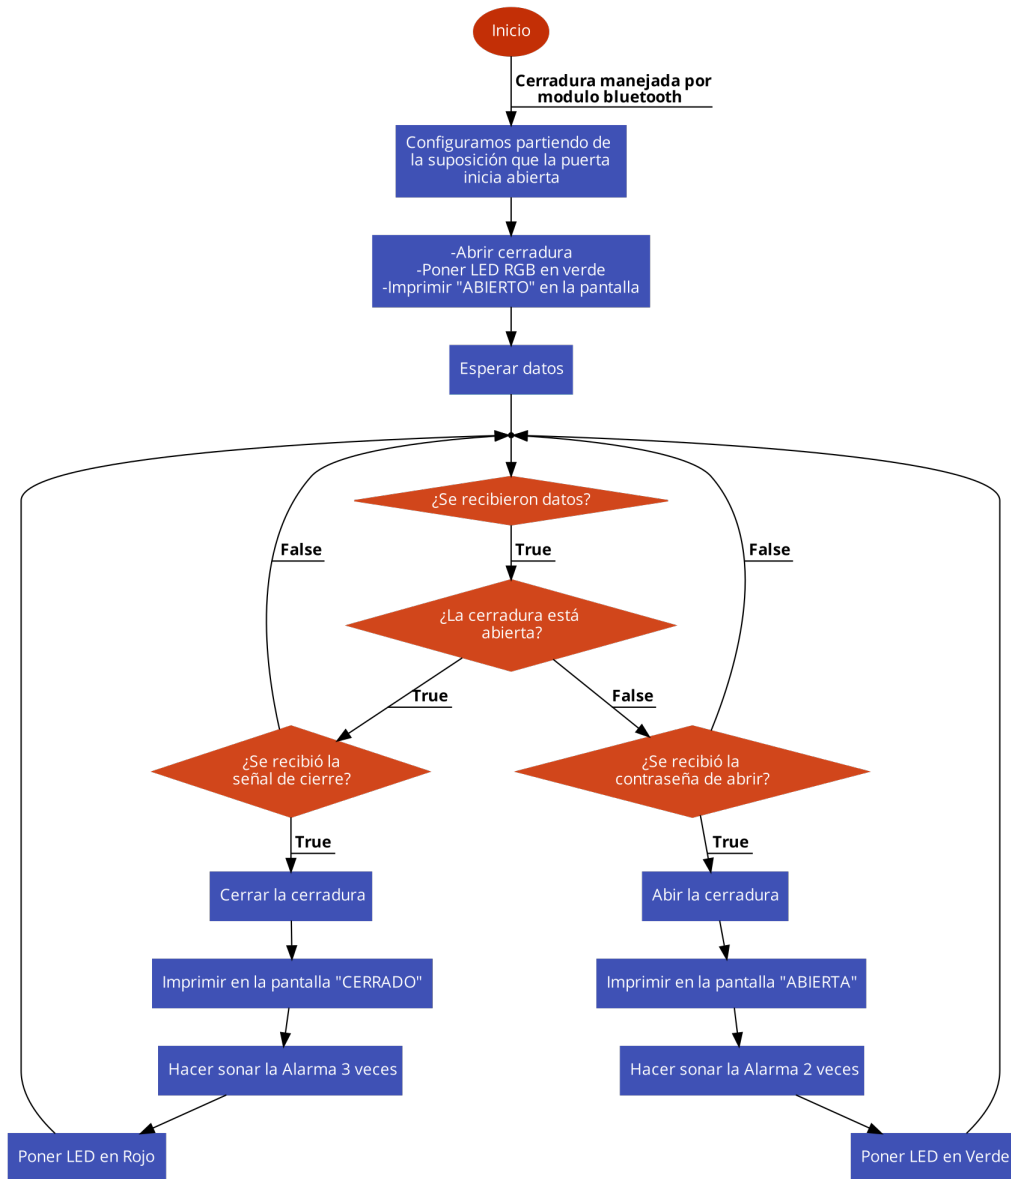 Inicio
Cerradura manejada por
modulo bluetooth
Configuramos partiendo de
la suposición que la puerta
inicia abierta
-Abrir cerradura
-Poner LED RGB en verde
-Imprimir "ABIERTO" en la pantalla
Esperar datos
¿Se recibieron datos?
False
True
False
¿La cerradura está
abierta?
True
False
¿Se recibió la
señal de cierre?
¿Se recibió la
contraseña de abrir?
True
True
Cerrar la cerradura
Abir la cerradura
Imprimir en la pantalla "CERRADO"
Imprimir en la pantalla "ABIERTA"
Hacer sonar la Alarma 3 veces
Hacer sonar la Alarma 2 veces
Poner LED en Rojo
Poner LED en Verde